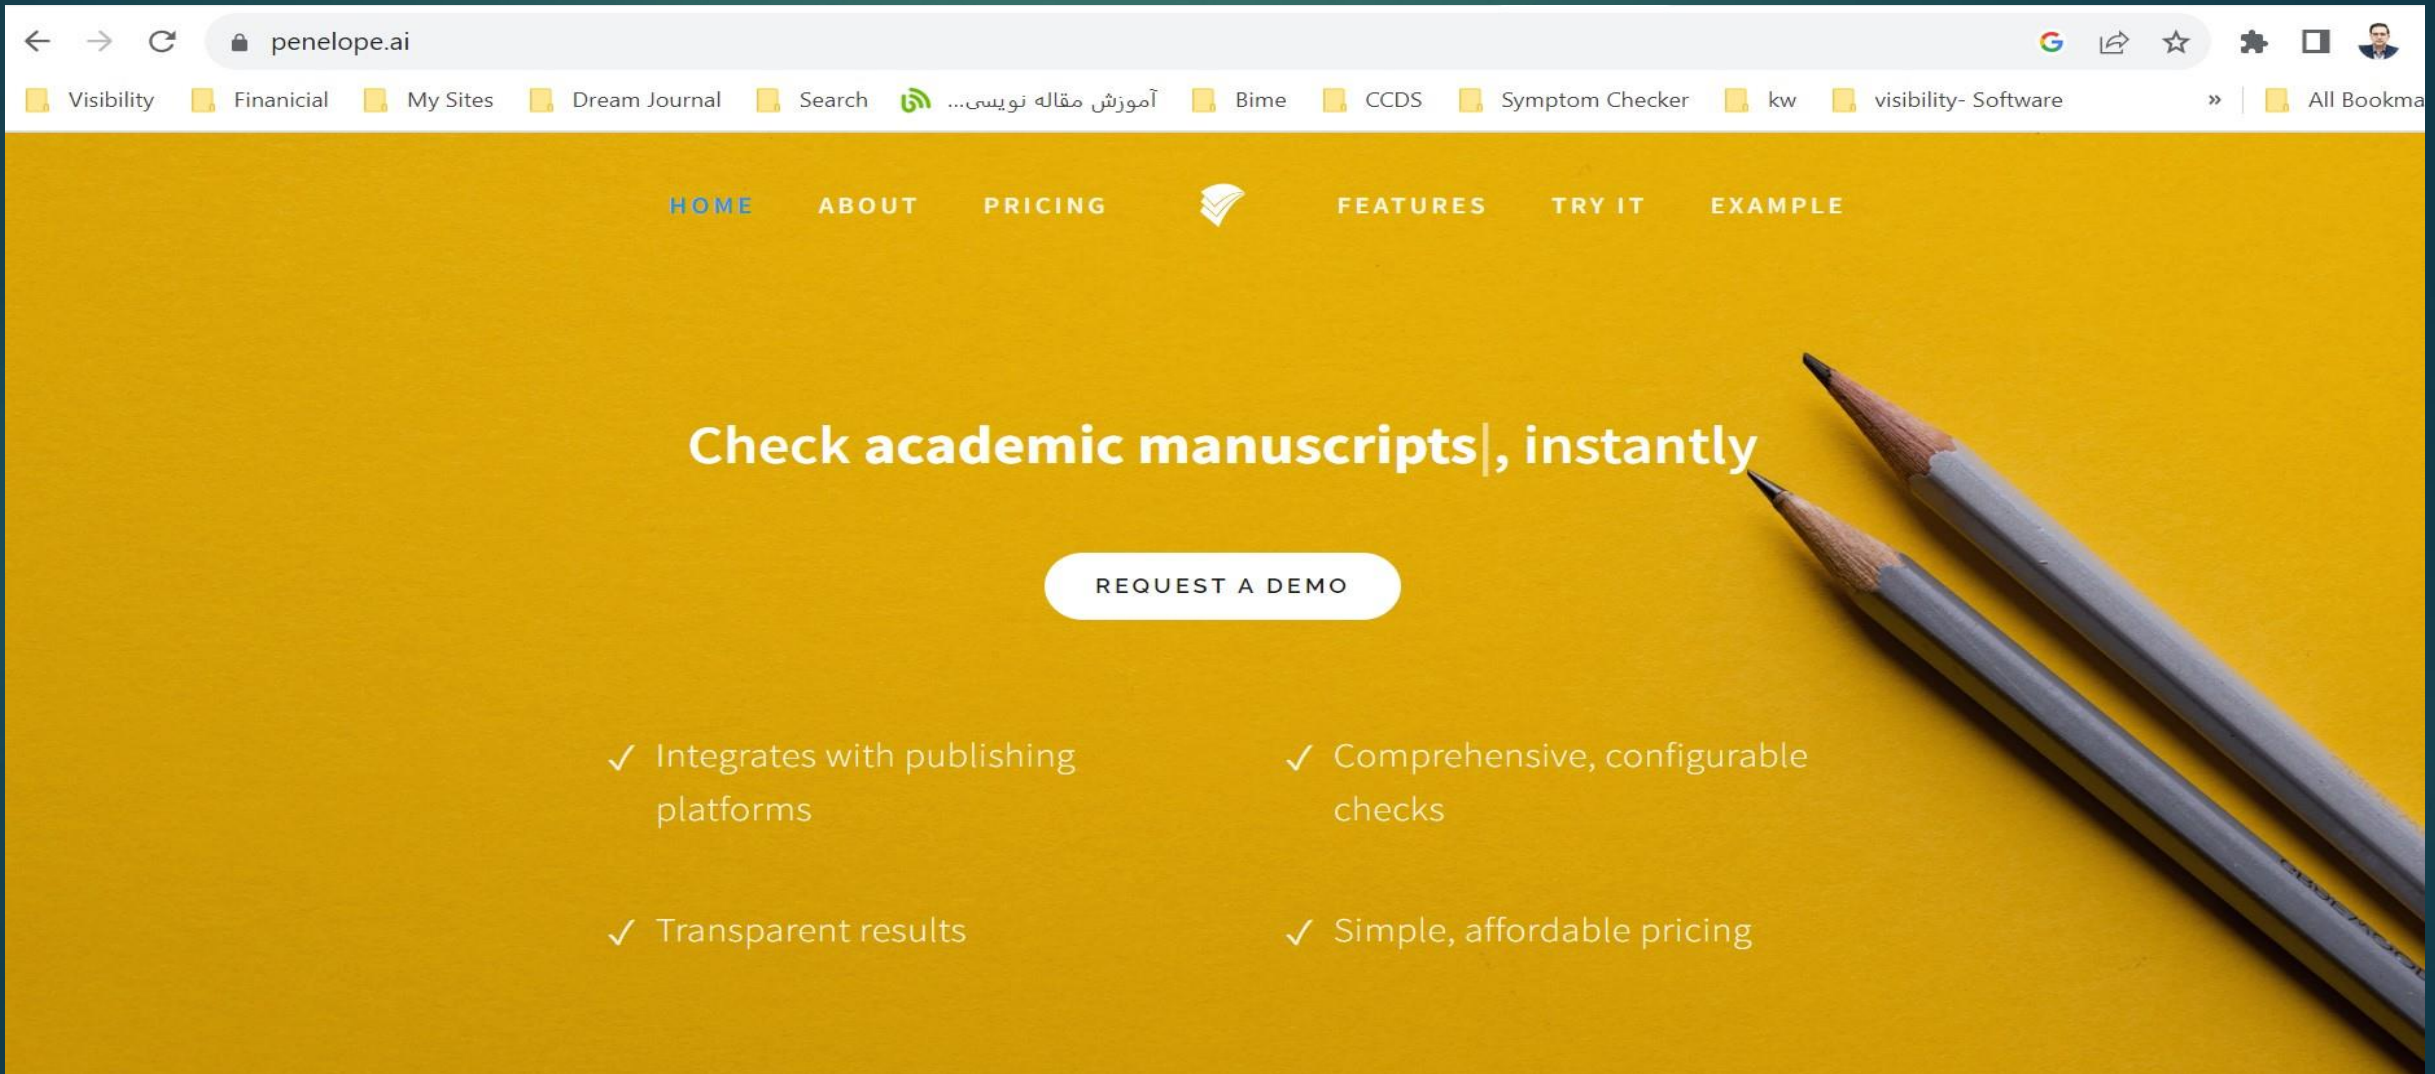 penelope.ai
Visibility Finanicial My Sites Dream Journal Search آموزش مقاله نویسی... Bime CCDS Symptom Checker kw visibility- Software » All Bookma
HOME ABOUT PRICING FEATURES TRY IT EXAMPLE
Check academic manuscripts|, instantly
REQUEST A DEMO
✓ Integrates with publishing
platforms
✓ Comprehensive, configurable
checks
✓ Transparent results
✓ Simple, affordable pricing